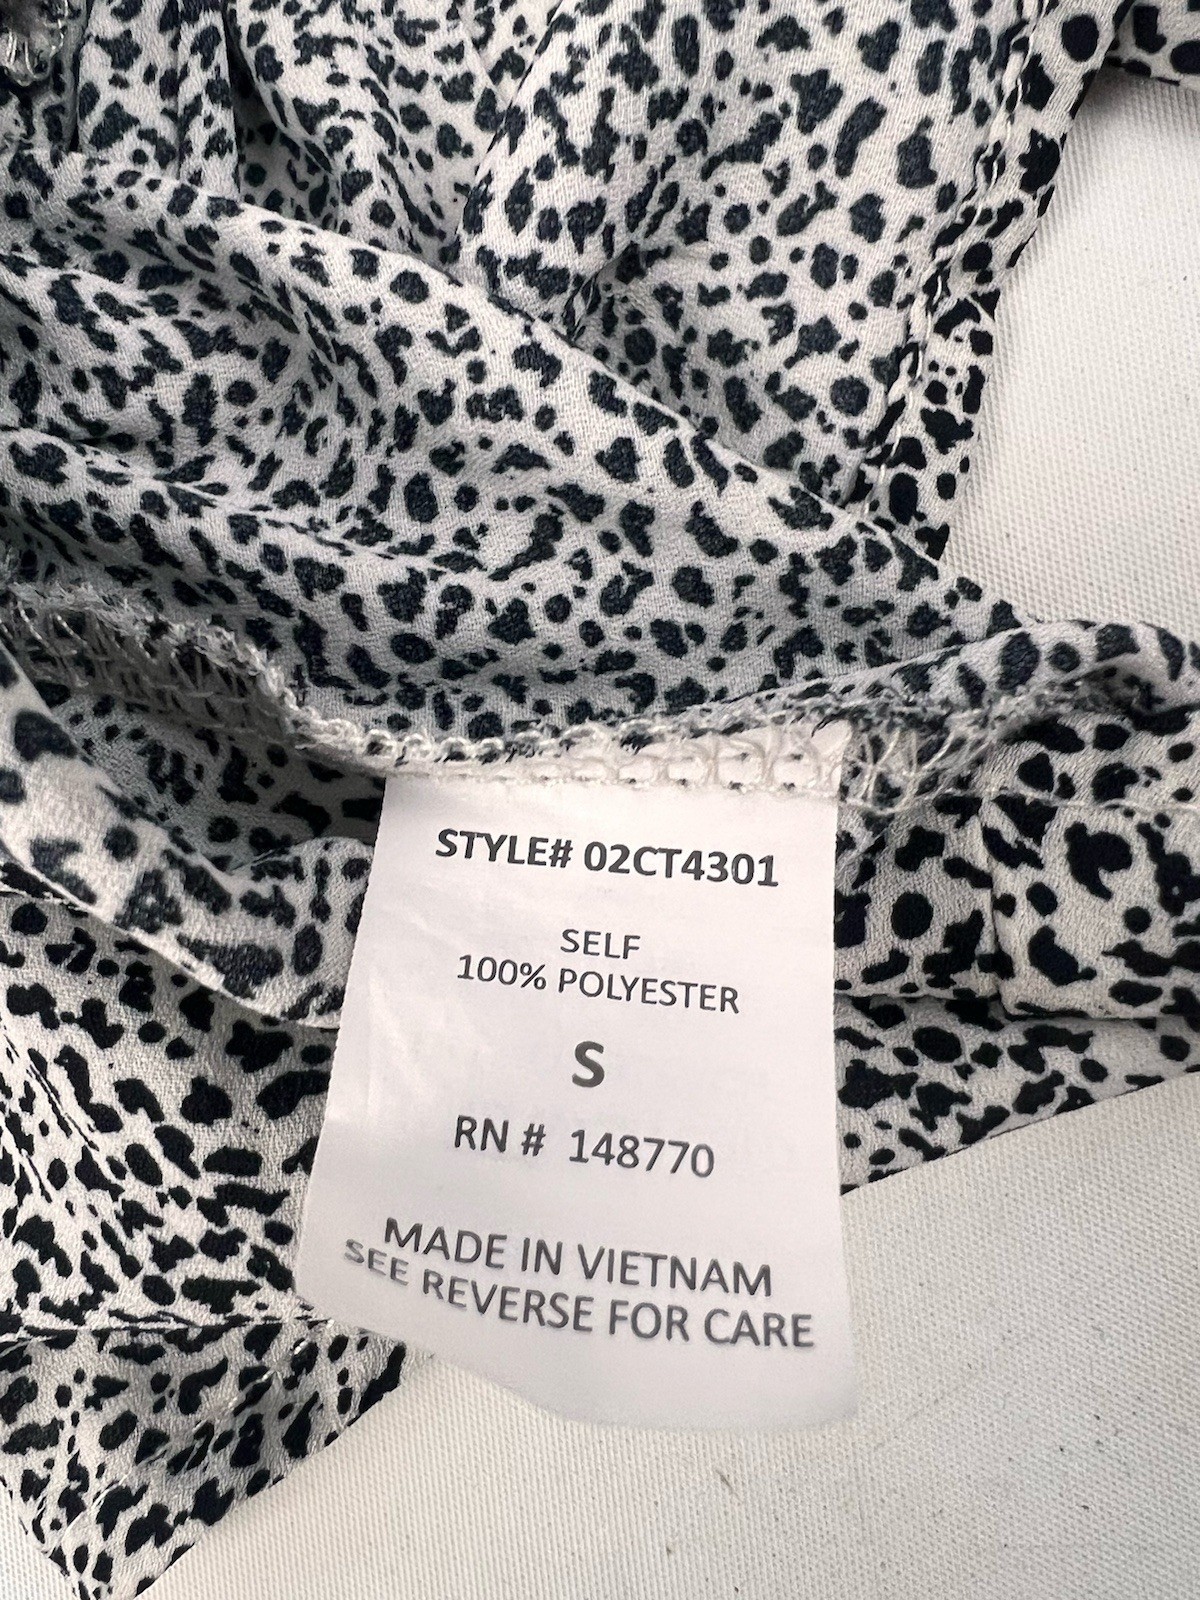 STYLE# 02CT4301
SELF
100% POLYESTER
S
RN # 148770
MADE IN VIETNAM
SEE REVERSE FOR CARE